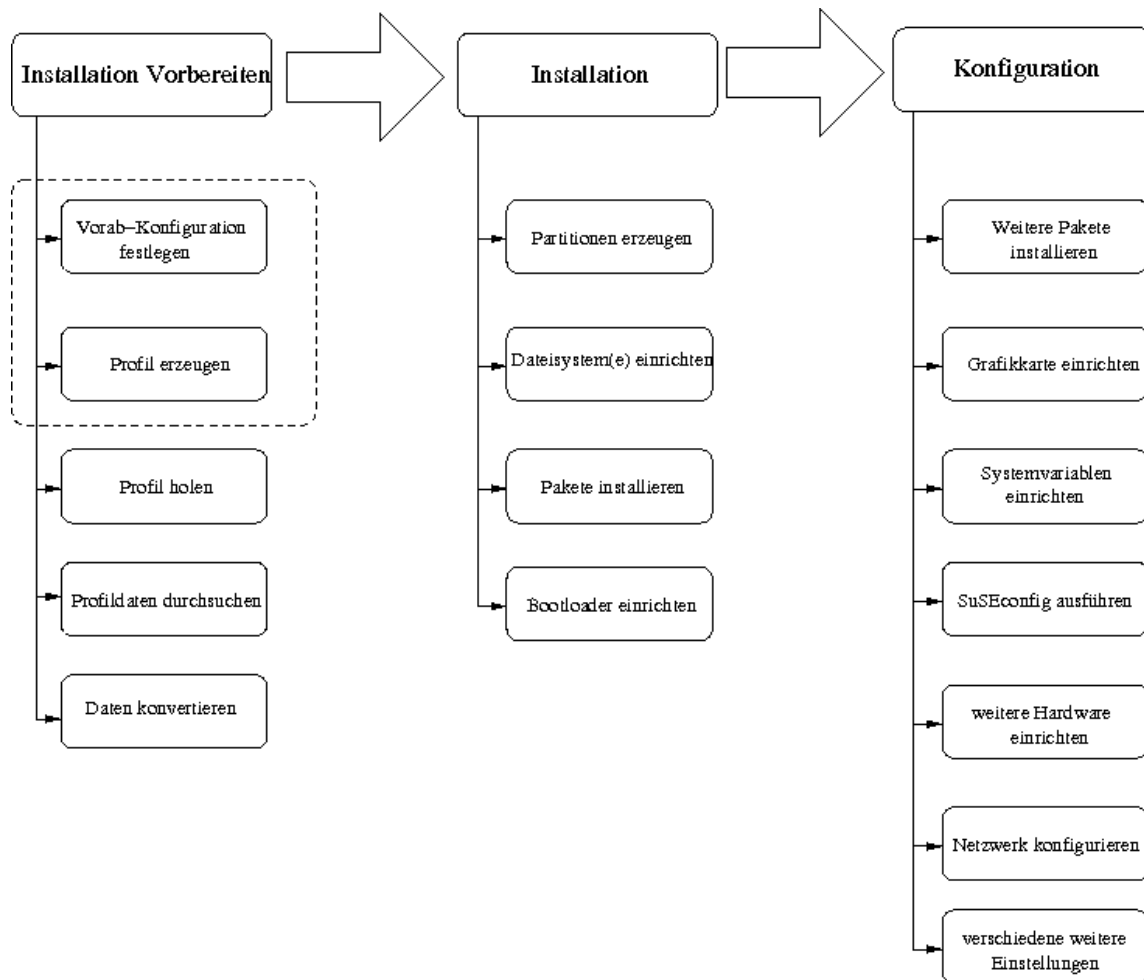 Installation Vorbereiten
Vorab-Konfiguration
festlegen
Profil erzeugen
Profil holen
Profildaten durchsuchen
Daten konvertieren
Installation
Partitionen erzeugen
Dateisystem(e) einrichten
Pakete installieren
Bootloader einrichten
Konfiguration
Weitere Pakete
installieren
Grafikkarte einrichten
Systemvariablen
einrichten
SuSEconfig ausführen
weitere Hardware
einrichten
Netzwerk konfigurieren
verschiedene weitere
Einstellungen